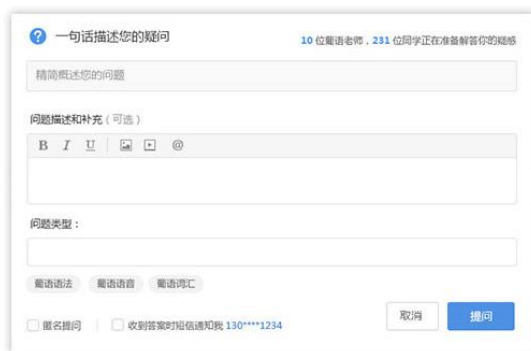 一句话描述您的疑问
10 位葡语老师，231 位同学正在准备解答你的疑惑
精简概述您的问题
问题描述和补充（可选）
B I U @
问题类型：
葡语语法 葡语语音 葡语词汇
取消 提问
匿名提问 收到答案时短信通知我 130****1234